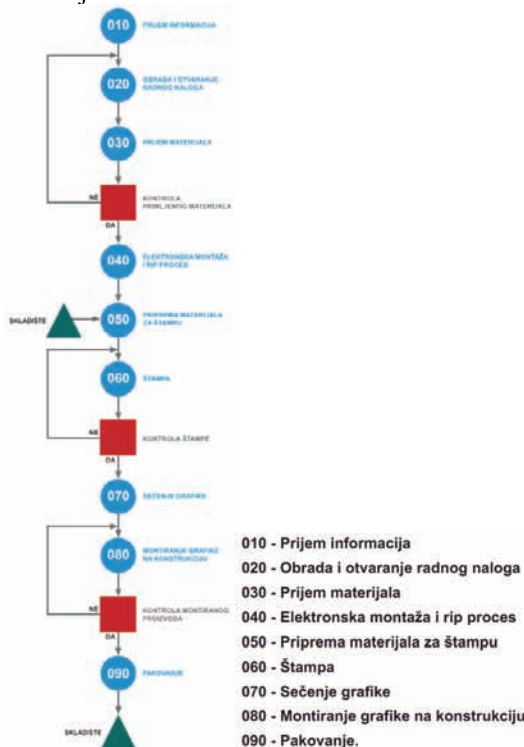 010
PRIJEM INFORMACIJA
020
OBRADA I OTVARANJE
RADNOG NALOGA
030
PRIJEM MATERIJALA
NE
KONTROLA
PRIMLJENOG MATERIJALA
DA
040
ELEKTRONSKA MONTAŽA
I RIP PROCES
SKLADIŠTE
050
PRIPREMA MATERIJALA
ZA ŠTAMPU
060
ŠTAMPA
NE
KONTROLA ŠTAMPE
DA
070
SEČENJE GRAFIKE
080
MONTIRANJE GRAFIKE
NA KONSTRUKCIJU
NE
KONTROLA MONTIRANOG
PROIZVODA
DA
090
PAKOVANJE
SKLADIŠTE
010 - Prijem informacija
020 - Obrada i otvaranje radnog naloga
030 - Prijem materijala
040 - Elektronska montaža i rip proces
050 - Priprema materijala za štampu
060 - Štampa
070 - Sečenje grafike
080 - Montiranje grafike na konstrukciju
090 - Pakovanje.